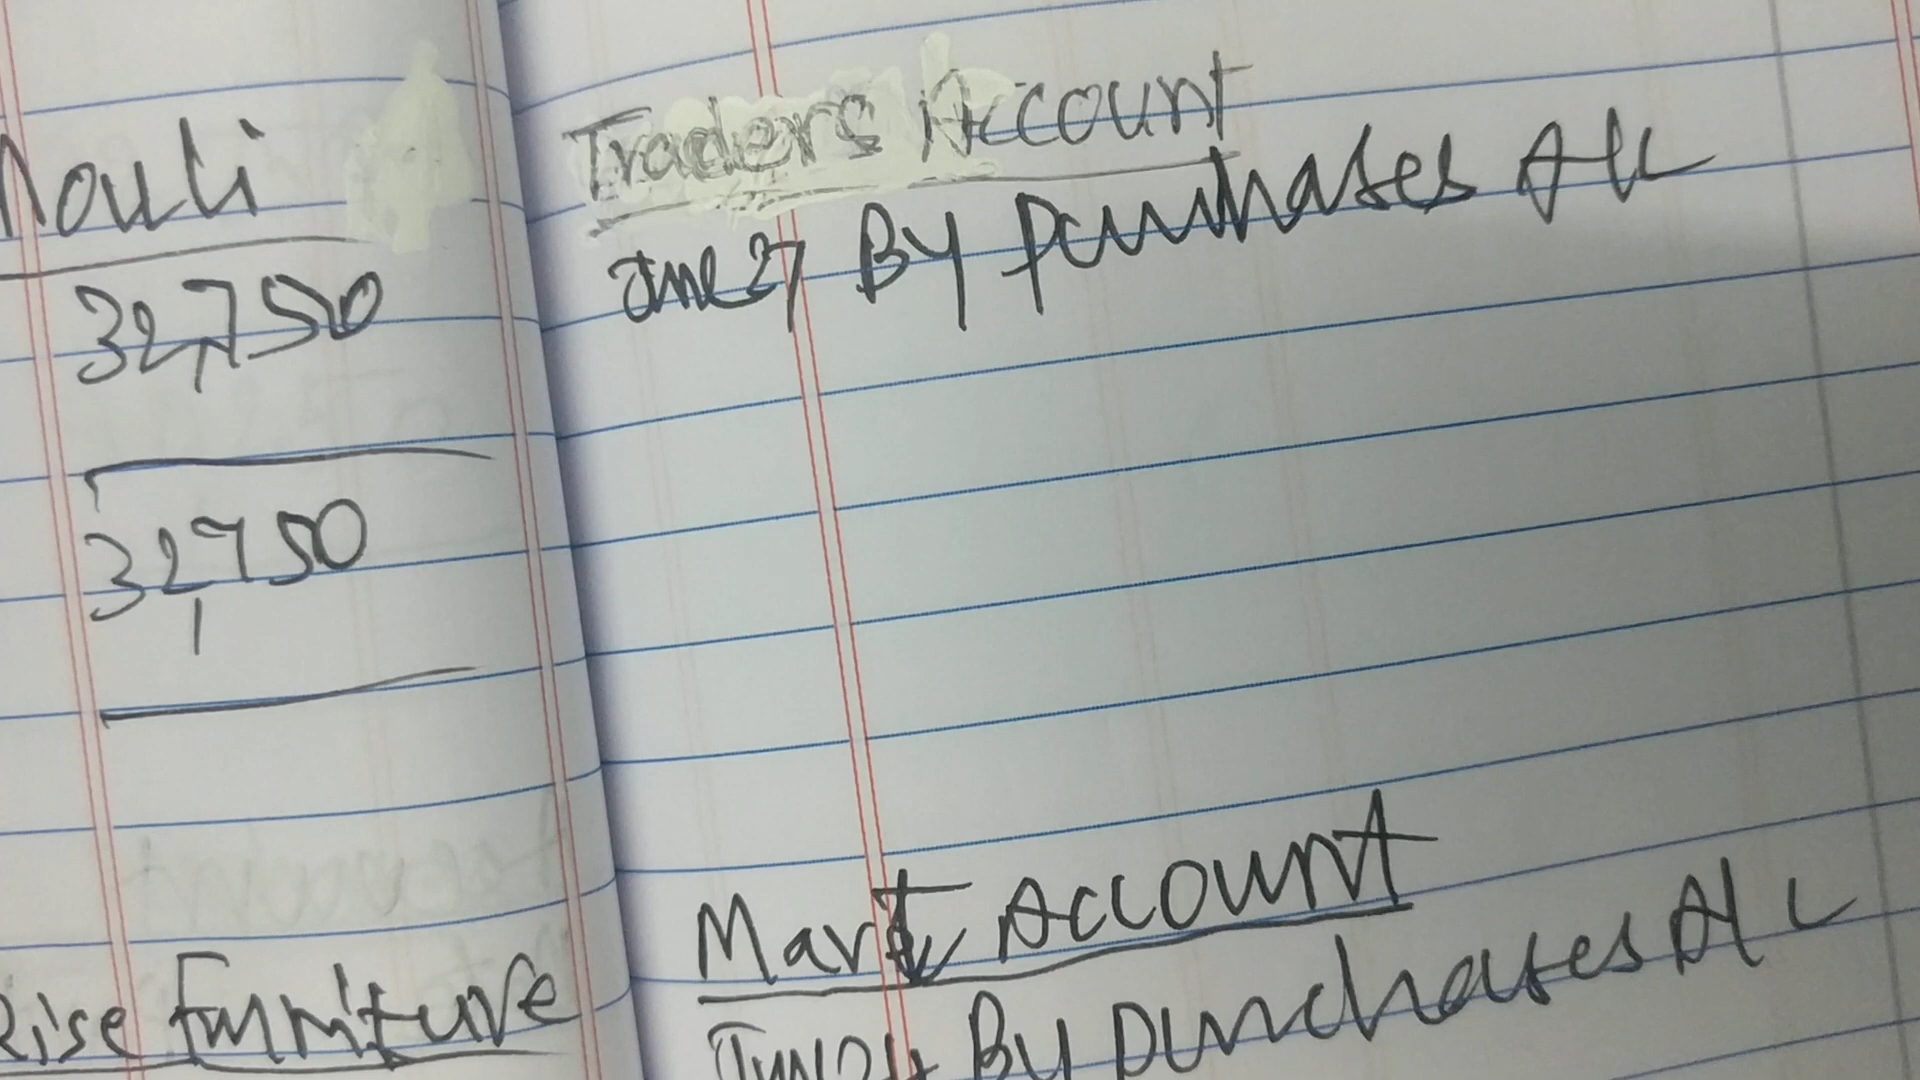 Mouli Traders Account
32,750 June 27 By Purchases A/c
32,750
Rise Furniture Mart Account
By purchases A/c